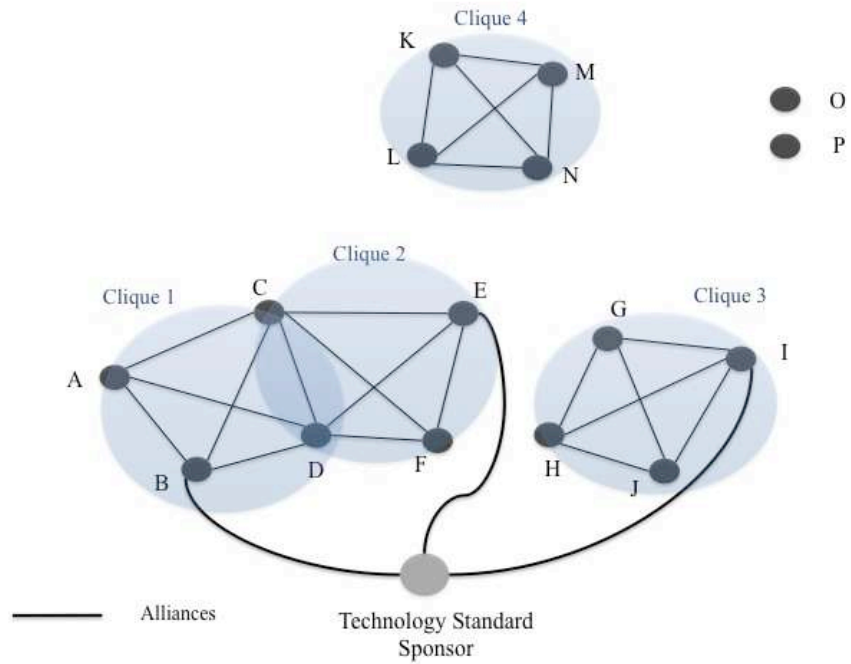 Clique 4
K
M
L
N
O
P
Clique 2
Clique 1
Clique 3
C
E
G
I
A
B
D
F
H
J
Alliances
Technology Standard
Sponsor